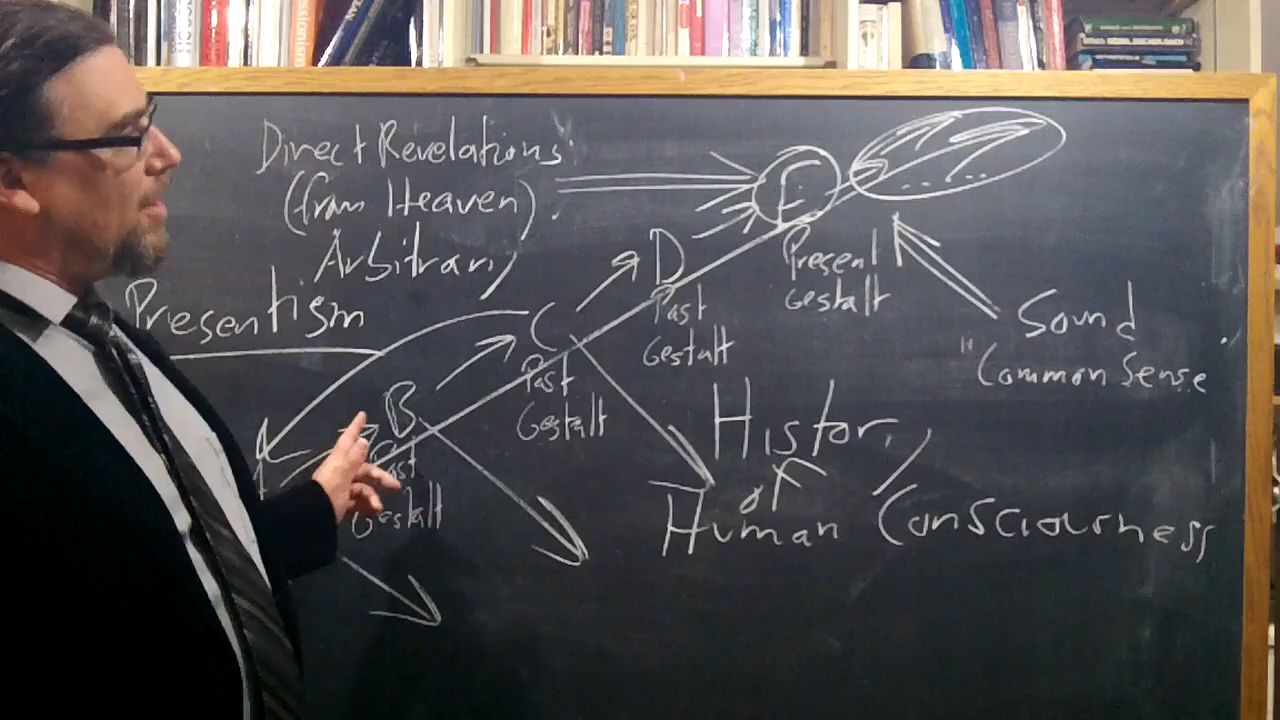 Direct Revelations
(from Heaven)
Arbitrary
Presentism
E
D
C
B
Past
Gestalt
Past
Gestalt
Past
Gestalt
Present
Gestalt
Sound
"Common Sense
History
of
Human Consciousness